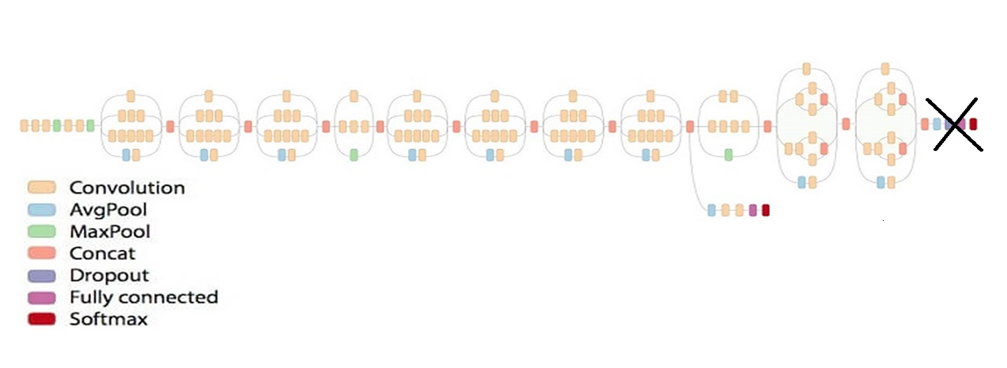 Convolution
AvgPool
MaxPool
Concat
Dropout
Fully connected
Softmax